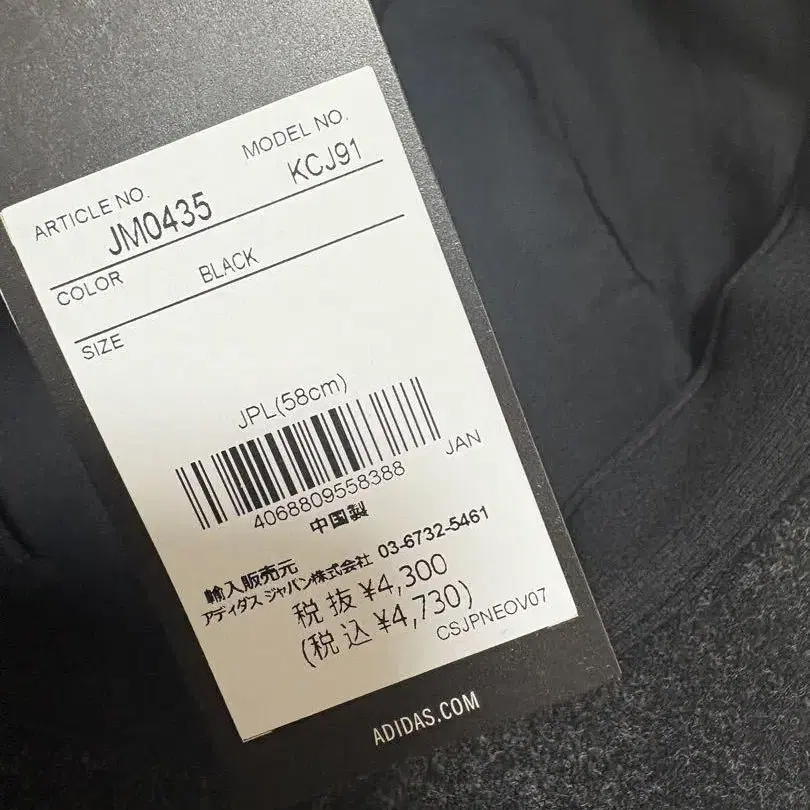 ARTICLE NO. MODEL NO.
JM0435 KCJ91
COLOR BLACK
SIZE
JPL(58cm)
4068809558388 JAN
中国製
輸入販売元
アディダス ジャパン株式会社 03-6732-5461
税抜 ¥4,300
(税込 ¥4,730)
CSJPNEOV07
ADIDAS.COM